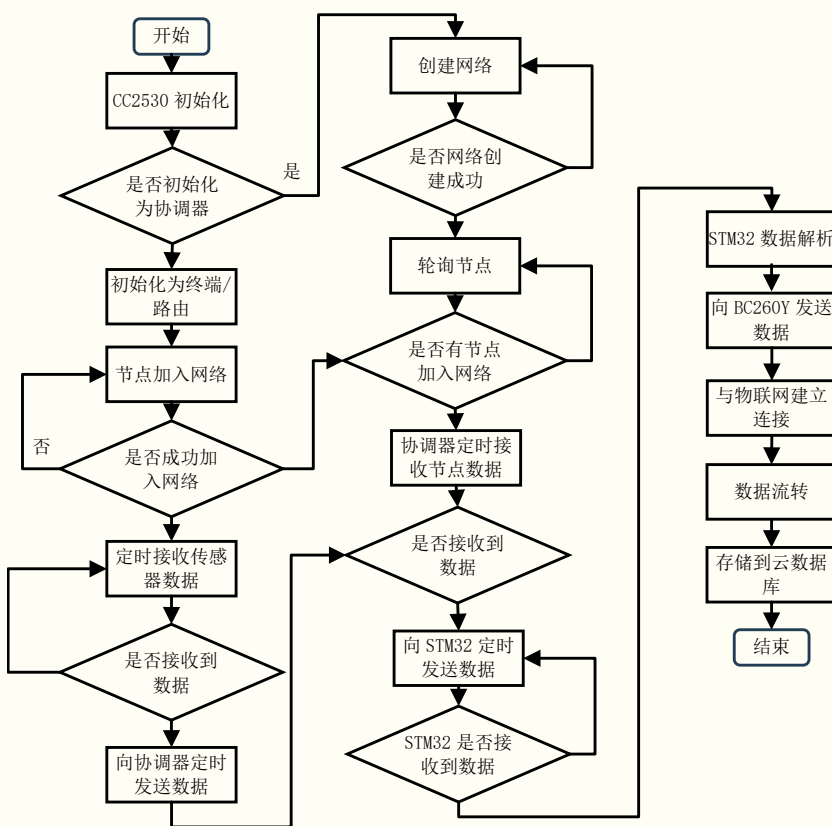 开始
CC2530 初始化
是否初始化
为协调器
是
初始化为终端/
路由
节点加入网络
否
是否成功加
入网络
定时接收传感
器数据
是否接收到
数据
向协调器定时
发送数据
创建网络
是否网络创
建成功
轮询节点
是否有节点
加入网络
协调器定时接
收节点数据
是否接收到
数据
向 STM32 定时
发送数据
STM32 是否接
收到数据
STM32 数据解析
向 BC260Y 发送
数据
与物联网建立
连接
数据流转
存储到云数据
库
结束